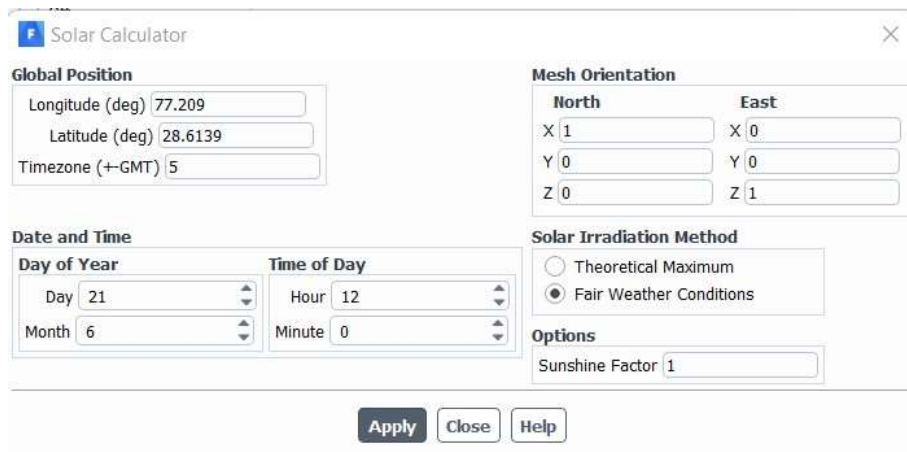 F Solar Calculator
Global Position
Longitude (deg) 77.209
Latitude (deg) 28.6139
Timezone (+-GMT) 5
Mesh Orientation
North East
X 1 X 0
Y 0 Y 0
Z 0 Z 1
Date and Time
Day of Year Time of Day
Day 21 Hour 12
Month 6 Minute 0
Solar Irradiation Method
Theoretical Maximum
Fair Weather Conditions
Options
Sunshine Factor 1
Apply Close Help